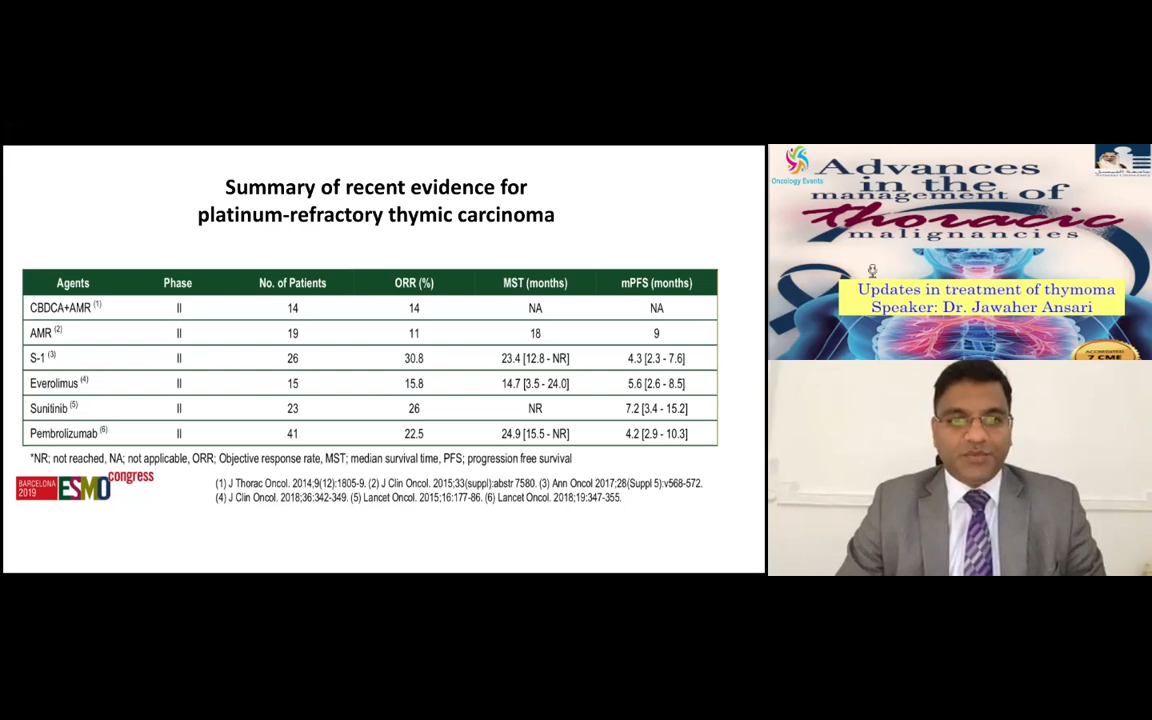 Summary of recent evidence for
platinum-refractory thymic carcinoma
Agents Phase No. of Patients ORR (%) MST (months) mPFS (months)
CBDCA+AMR (1) II 14 14 NA NA
AMR (2) II 19 11 18 9
S-1 (3) II 26 30.8 23.4 [12.8 - NR] 4.3 [2.3 - 7.6]
Everolimus (4) II 15 15.8 14.7 [3.5 - 24.0] 5.6 [2.6 - 8.5]
Sunitinib (5) II 23 26 NR 7.2 [3.4 - 15.2]
Pembrolizumab (6) II 41 22.5 24.9 [15.5 - NR] 4.2 [2.9 - 10.3]
*NR; not reached, NA; not applicable, ORR; Objective response rate, MST; median survival time, PFS; progression free survival
BARCELONA
2019
ESMO congress
(1) J Thorac Oncol. 2014;9(12):1805-9. (2) J Clin Oncol. 2015;33(suppl):abstr 7580. (3) Ann Oncol 2017;28(Suppl 5):v568-572.
(4) J Clin Oncol. 2018;36:342-349. (5) Lancet Oncol. 2015;16:177-86. (6) Lancet Oncol. 2018;19:347-355.
Oncology Events
Advances
in the
management of
thoracic
malignancies
Updates in treatment of thymoma
Speaker: Dr. Jawaher Ansari
ACCREDITED
7 CME